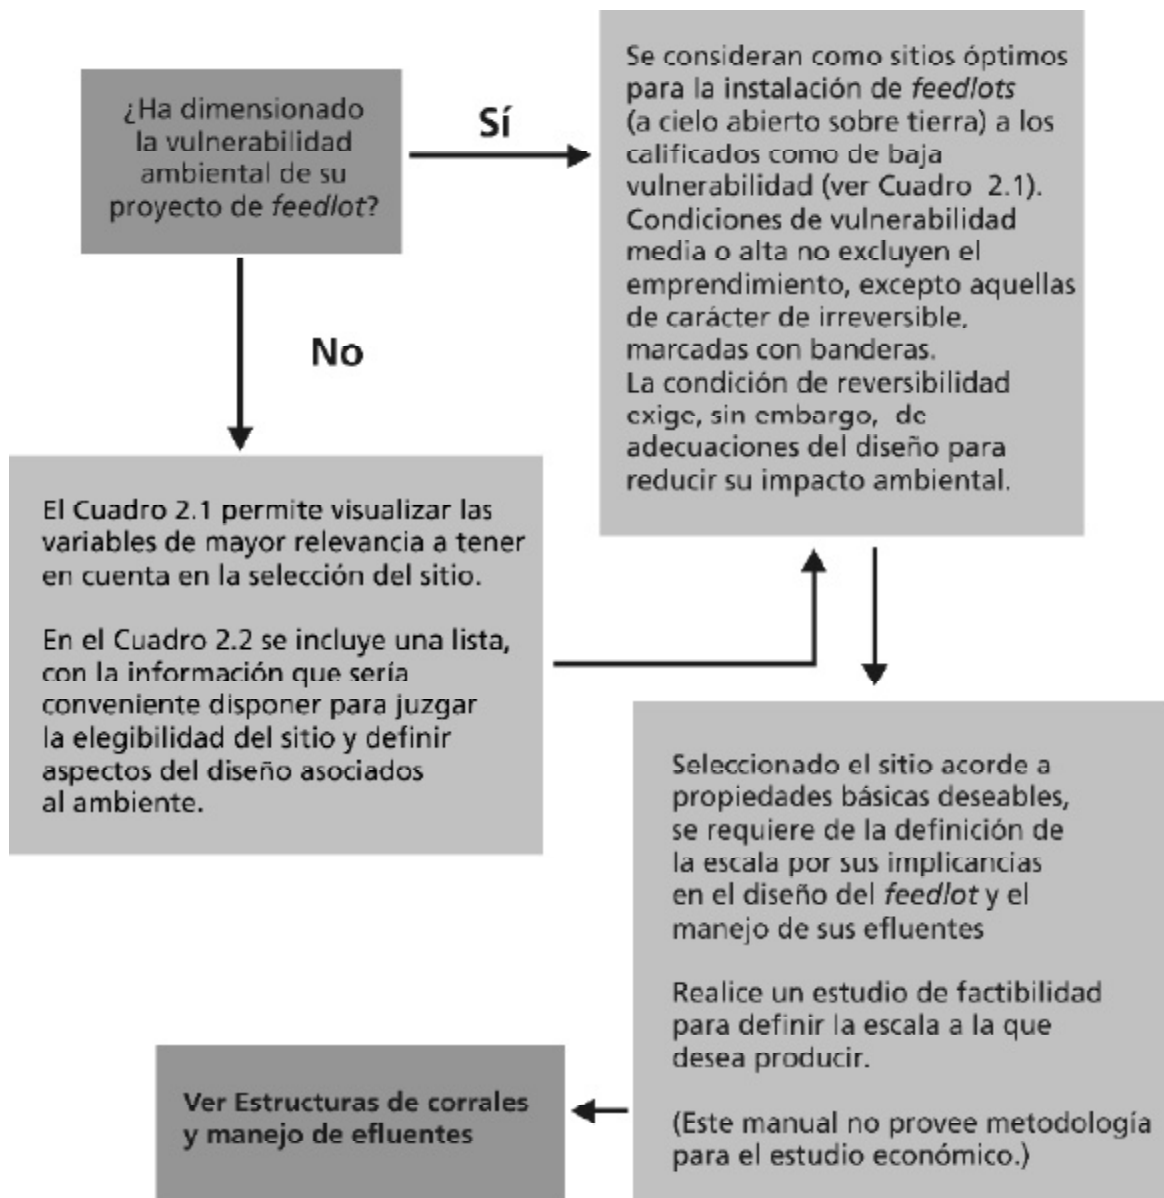 ¿Ha dimensionado
la vulnerabilidad
ambiental de su
proyecto de feedlot?
Sí
Se consideran como sitios óptimos
para la instalación de feedlots
(a cielo abierto sobre tierra) a los
calificados como de baja
vulnerabilidad (ver Cuadro 2.1).
Condiciones de vulnerabilidad
media o alta no excluyen el
emprendimiento, excepto aquellas
de carácter de irreversible,
marcadas con banderas.
La condición de reversibilidad
exige, sin embargo, de
adecuaciones del diseño para
reducir su impacto ambiental.
No
El Cuadro 2.1 permite visualizar las
variables de mayor relevancia a tener
en cuenta en la selección del sitio.
En el Cuadro 2.2 se incluye una lista,
con la información que sería
conveniente disponer para juzgar
la elegibilidad del sitio y definir
aspectos del diseño asociados
al ambiente.
Seleccionado el sitio acorde a
propiedades básicas deseables,
se requiere de la definición de
la escala por sus implicancias
en el diseño del feedlot y el
manejo de sus efluentes
Realice un estudio de factibilidad
para definir la escala a la que
desea producir.
(Este manual no provee metodología
para el estudio económico.)
Ver Estructuras de corrales
y manejo de efluentes